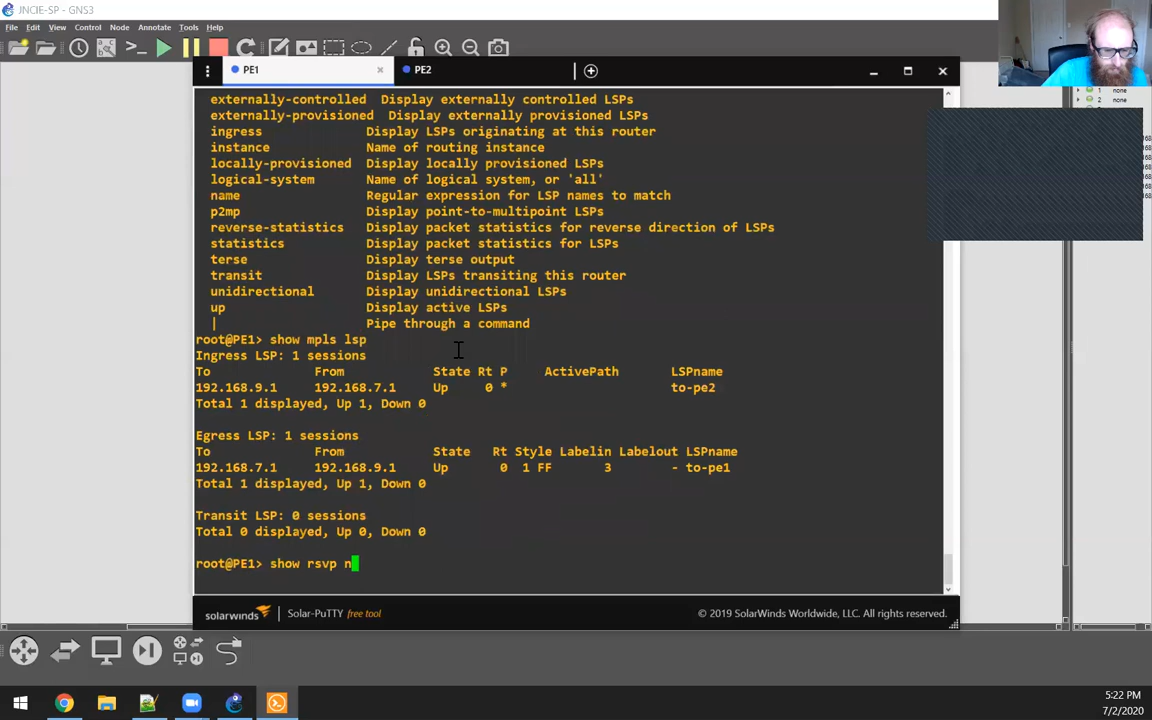 JNCIE-SP - GNS3
File Edit View Control Node Annotate Tools Help
PE1
PE2
externally-controlled Display externally controlled LSPs
externally-provisioned Display externally provisioned LSPs
ingress Display LSPs originating at this router
instance Name of routing instance
locally-provisioned Display locally provisioned LSPs
logical-system Name of logical system, or 'all'
name Regular expression for LSP names to match
p2mp Display point-to-multipoint LSPs
reverse-statistics Display packet statistics for reverse direction of LSPs
statistics Display packet statistics for LSPs
terse Display terse output
transit Display LSPs transiting this router
unidirectional Display unidirectional LSPs
up Display active LSPs
| Pipe through a command
root@PE1> show mpls lsp
Ingress LSP: 1 sessions
To From State Rt P ActivePath LSPname
192.168.9.1 192.168.7.1 Up 0 * to-pe2
Total 1 displayed, Up 1, Down 0
Egress LSP: 1 sessions
To From State Rt Style Labelin Labelout LSPname
192.168.7.1 192.168.9.1 Up 0 1 FF 3 - to-pe1
Total 1 displayed, Up 1, Down 0
Transit LSP: 0 sessions
Total 0 displayed, Up 0, Down 0
root@PE1> show rsvp n
solarwinds Solar-PuTTY free tool © 2019 SolarWinds Worldwide, LLC. All rights reserved.
1 none
2 none
5:22 PM
7/2/2020